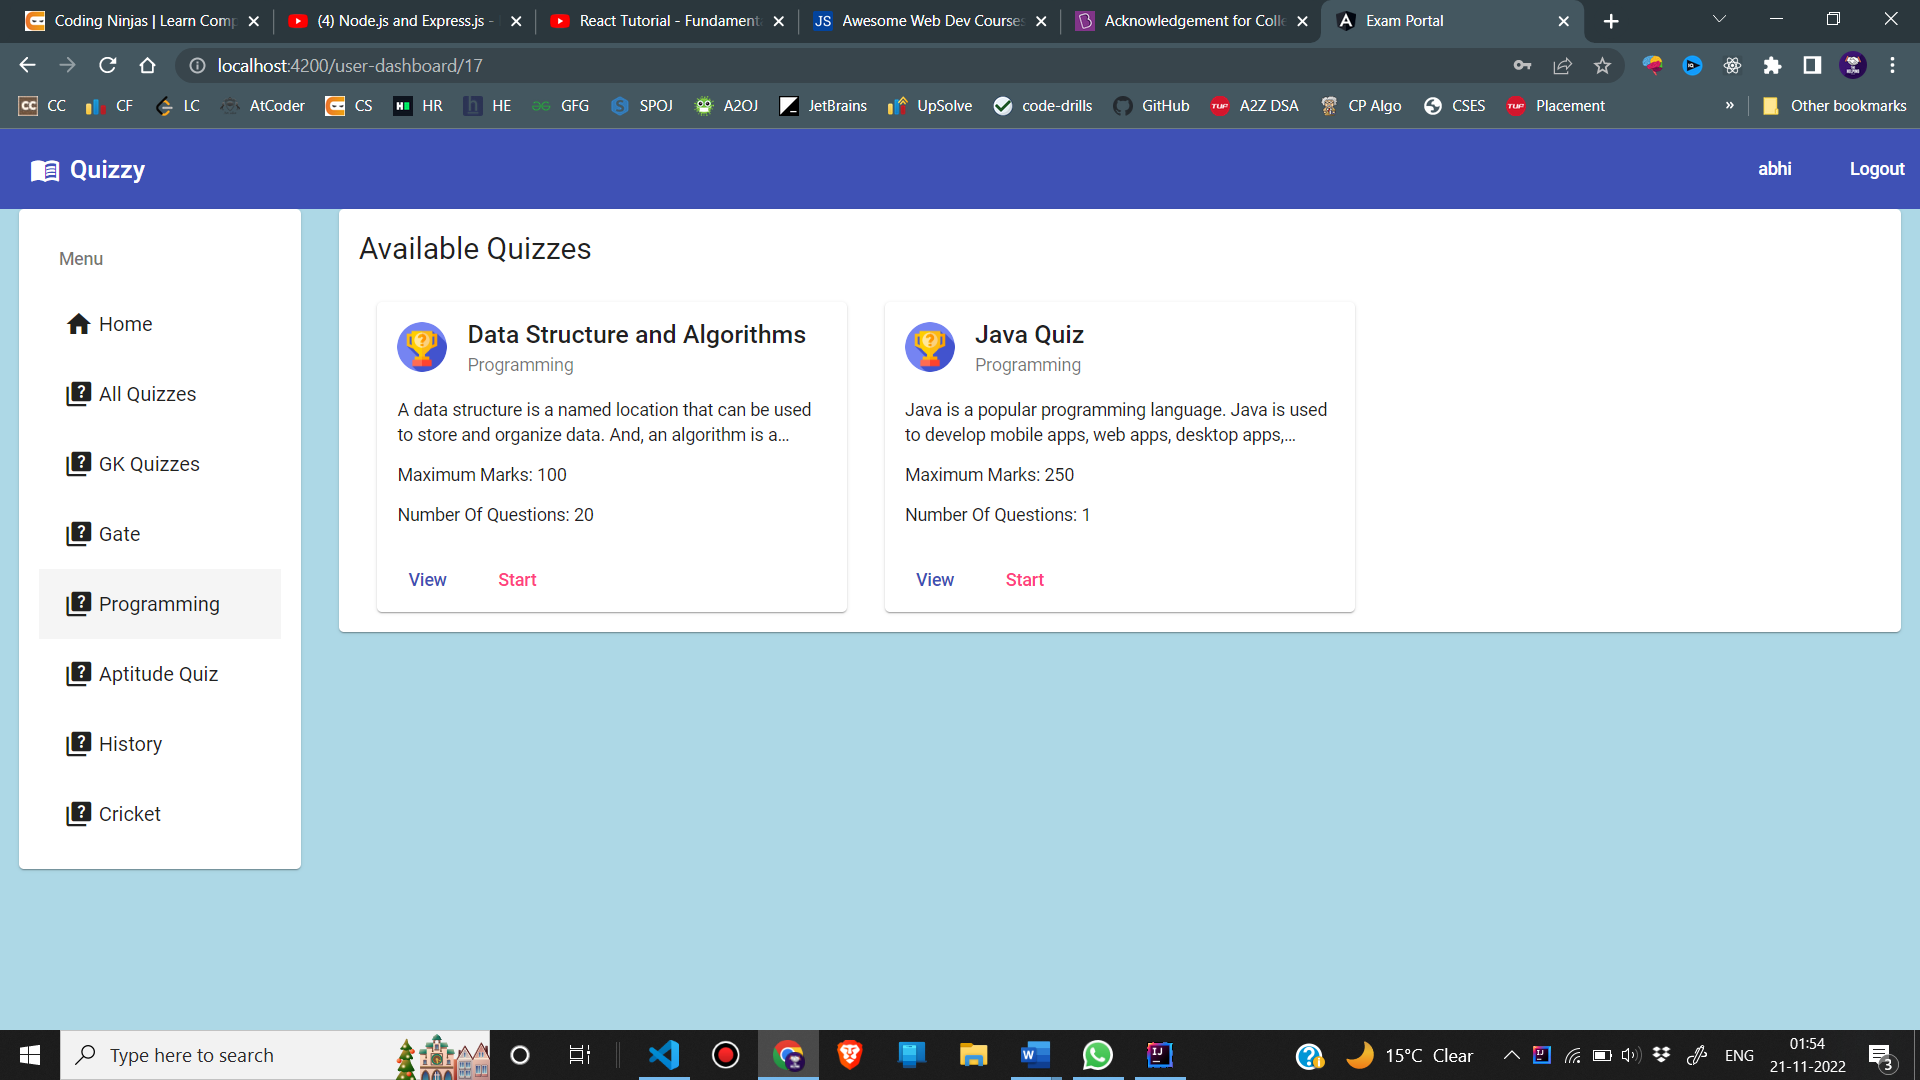 Coding Ninjas | Learn Comp
(4) Node.js and Express.js -
React Tutorial - Fundament
JS Awesome Web Dev Courses
Acknowledgement for Colle
Exam Portal
localhost:4200/user-dashboard/17
CC CC
CF
LC
AtCoder
CS
HR
h HE
GFG
S SPOJ
A2OJ
JetBrains
UpSolve
code-drills
GitHub
TUF A2Z DSA
CP Algo
CSES
TUF Placement
»
Other bookmarks
Quizzy
abhi
Logout
Menu
Home
All Quizzes
GK Quizzes
Gate
Programming
Aptitude Quiz
History
Cricket
Available Quizzes
Data Structure and Algorithms
Programming
A data structure is a named location that can be used
to store and organize data. And, an algorithm is a...
Maximum Marks: 100
Number Of Questions: 20
View Start
Java Quiz
Programming
Java is a popular programming language. Java is used
to develop mobile apps, web apps, desktop apps,...
Maximum Marks: 250
Number Of Questions: 1
View Start
Type here to search
15°C Clear
ENG
01:54
21-11-2022
3